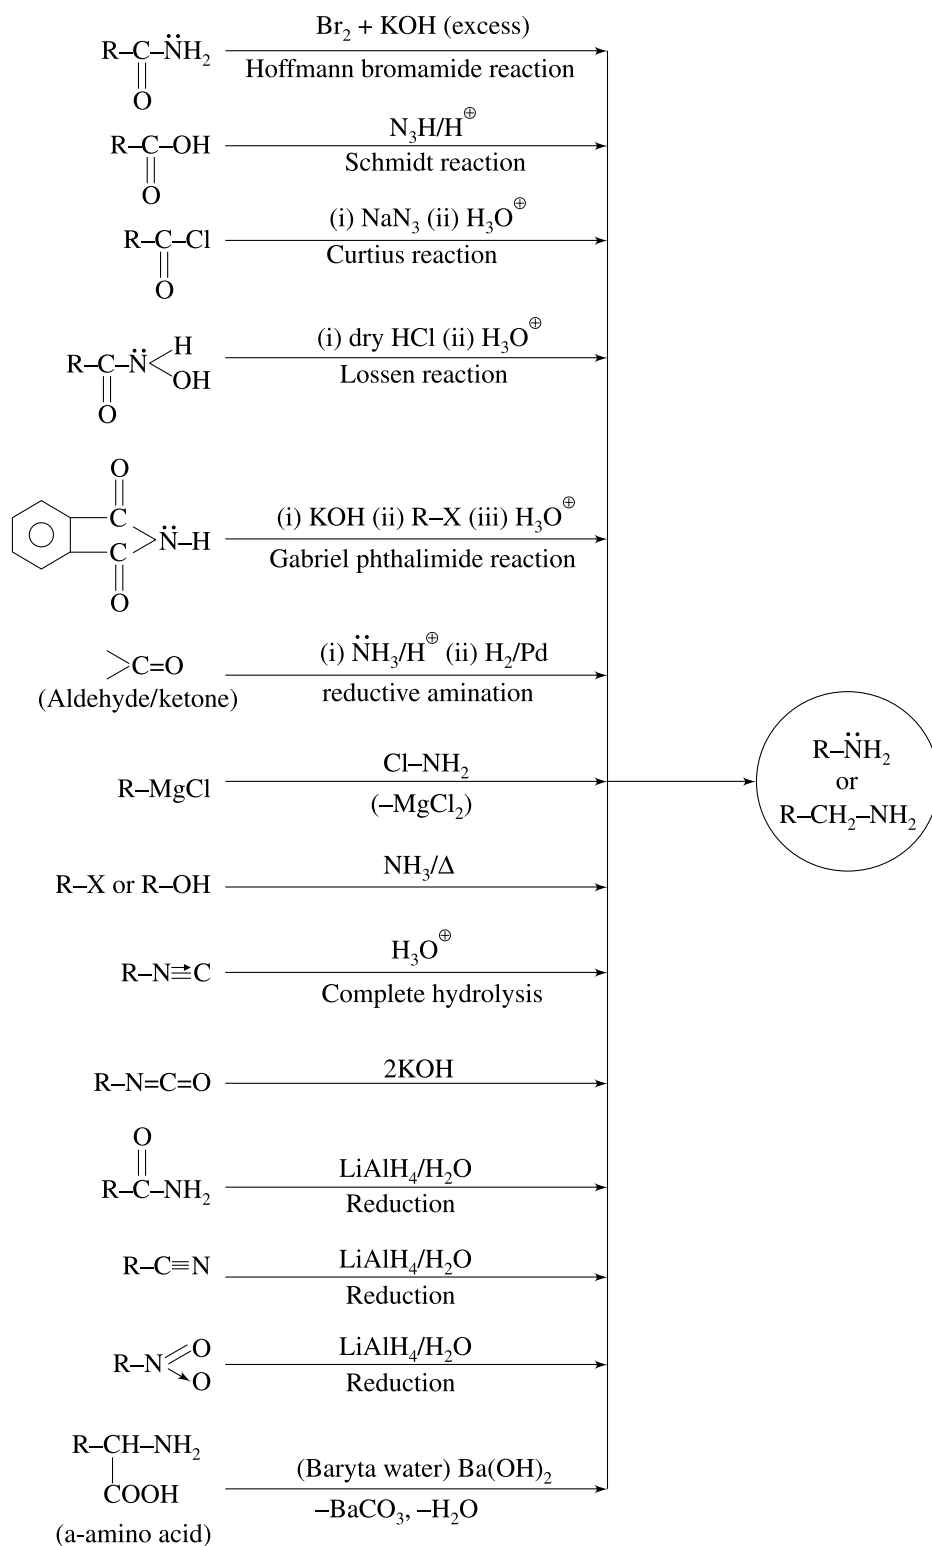 Br₂ + KOH (excess)
R–C–N̈H₂
O
Hoffmann bromamide reaction
N₃H/H⊕
R–C–OH
O
Schmidt reaction
(i) NaN₃ (ii) H₃O⊕
R–C–Cl
O
Curtius reaction
(i) dry HCl (ii) H₃O⊕
H
R–C–N̈
OH
O
Lossen reaction
O
C
(i) KOH (ii) R–X (iii) H₃O⊕
N̈–H
C
O
Gabriel phthalimide reaction
(i) N̈H₃/H⊕ (ii) H₂/Pd
C=O
(Aldehyde/ketone)
reductive amination
Cl–NH₂
R–MgCl
(–MgCl₂)
R–N̈H₂
or
R–CH₂–NH₂
NH₃/Δ
R–X or R–OH
H₃O⊕
R–N≡C
Complete hydrolysis
2KOH
R–N=C=O
O
LiAlH₄/H₂O
R–C–NH₂
Reduction
LiAlH₄/H₂O
R–C≡N
Reduction
LiAlH₄/H₂O
O
R–N
O
Reduction
R–CH–NH₂
COOH
(Baryta water) Ba(OH)₂
–BaCO₃, –H₂O
(a-amino acid)